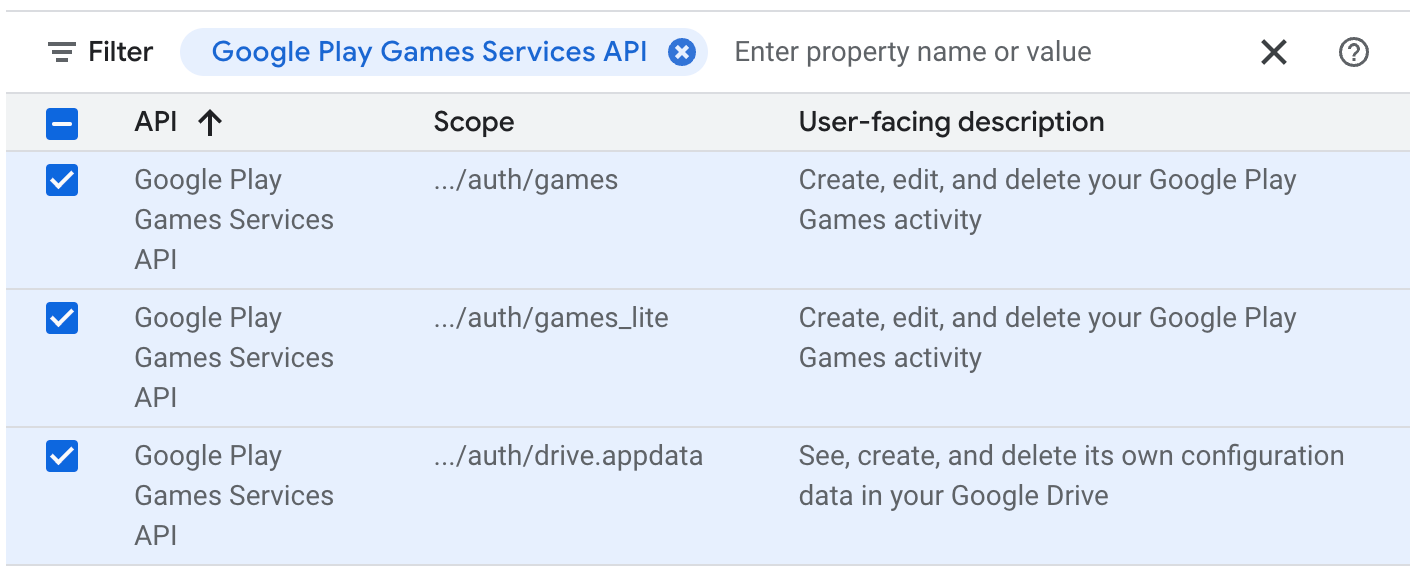 Filter Google Play Games Services API Enter property name or value
API Scope User-facing description
Google Play .../auth/games Create, edit, and delete your Google Play
Games Services Games activity
API
Google Play .../auth/games_lite Create, edit, and delete your Google Play
Games Services Games activity
API
Google Play .../auth/drive.appdata See, create, and delete its own configuration
Games Services data in your Google Drive
API